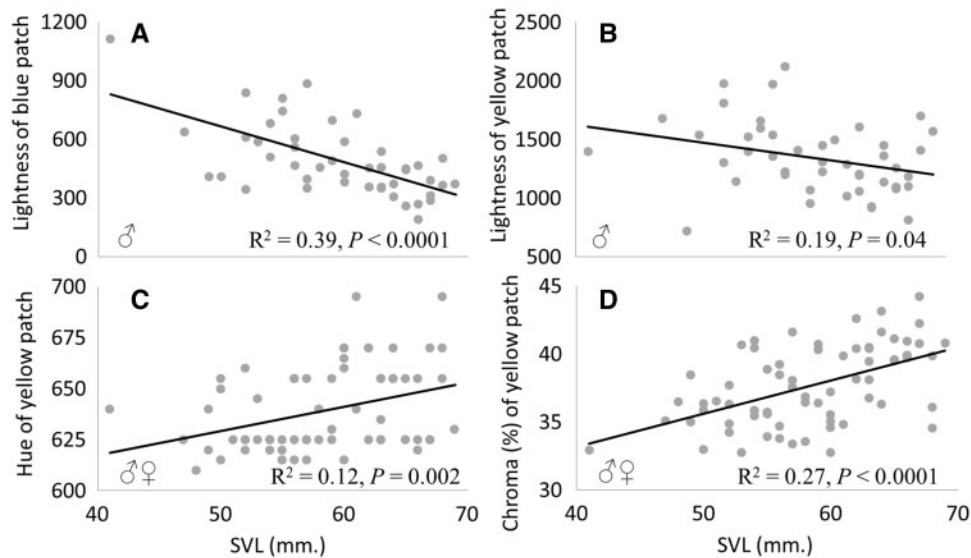 A
Lightness of blue patch
1200
900
600
300
0
♂
R² = 0.39, P < 0.0001
B
Lightness of yellow patch
2500
2000
1500
1000
500
♂
R² = 0.19, P = 0.04
C
Hue of yellow patch
700
675
650
625
600
♂♀
R² = 0.12, P = 0.002
40 50 60 70
SVL (mm.)
D
Chroma (%) of yellow patch
45
40
35
30
♂♀
R² = 0.27, P < 0.0001
40 50 60 70
SVL (mm.)